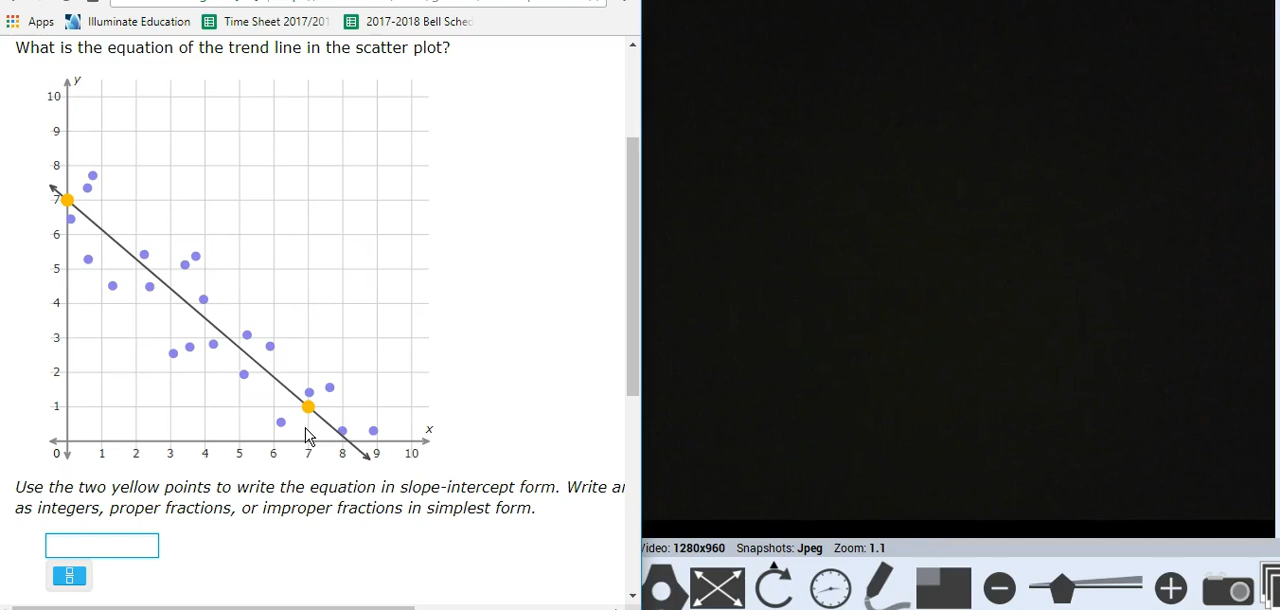 Apps Illuminate Education Time Sheet 2017/201 2017-2018 Bell Sched
What is the equation of the trend line in the scatter plot?
y
10
9
8
7
6
5
4
3
2
1
x
0 1 2 3 4 5 6 7 8 9 10
Use the two yellow points to write the equation in slope-intercept form. Write an
as integers, proper fractions, or improper fractions in simplest form.
Video: 1280x960 Snapshots: Jpeg Zoom: 1.1